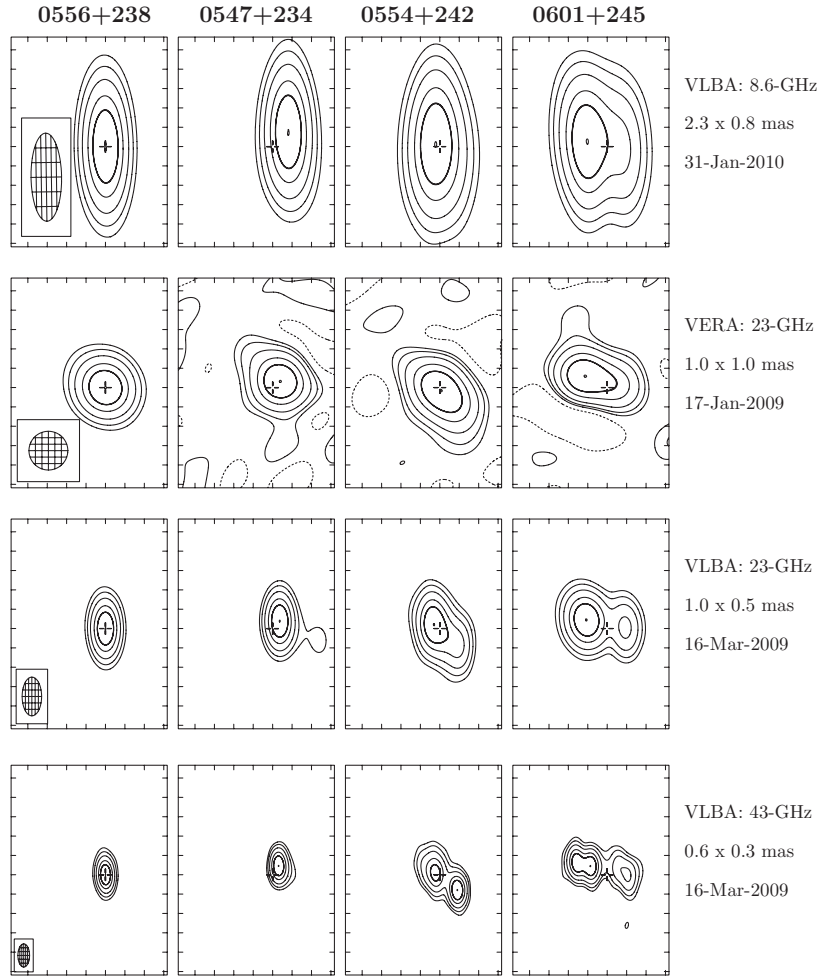 0556+238 0547+234 0554+242 0601+245
VLBA: 8.6-GHz
2.3 x 0.8 mas
31-Jan-2010
VERA: 23-GHz
1.0 x 1.0 mas
17-Jan-2009
VLBA: 23-GHz
1.0 x 0.5 mas
16-Mar-2009
VLBA: 43-GHz
0.6 x 0.3 mas
16-Mar-2009